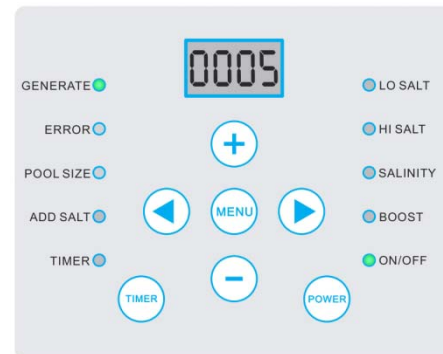 0005
GENERATE
ERROR
POOL SIZE
ADD SALT
TIMER
LO SALT
HI SALT
SALINITY
BOOST
ON/OFF
+
MENU
−
TIMER
POWER